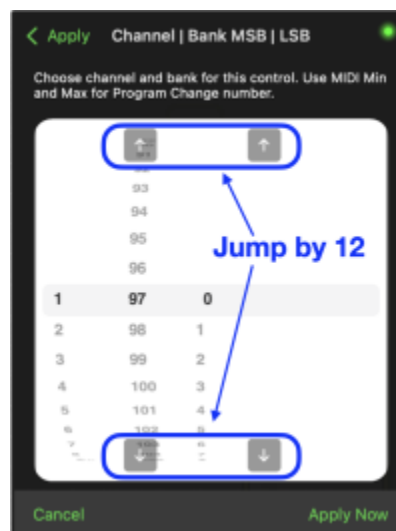 Apply Channel | Bank MSB | LSB
Choose channel and bank for this control. Use MIDI Min
and Max for Program Change number.
93
94
95
Jump by 12
96
1 97 0
2 98 1
3 99 2
4 100 3
5 101 4
Cancel Apply Now